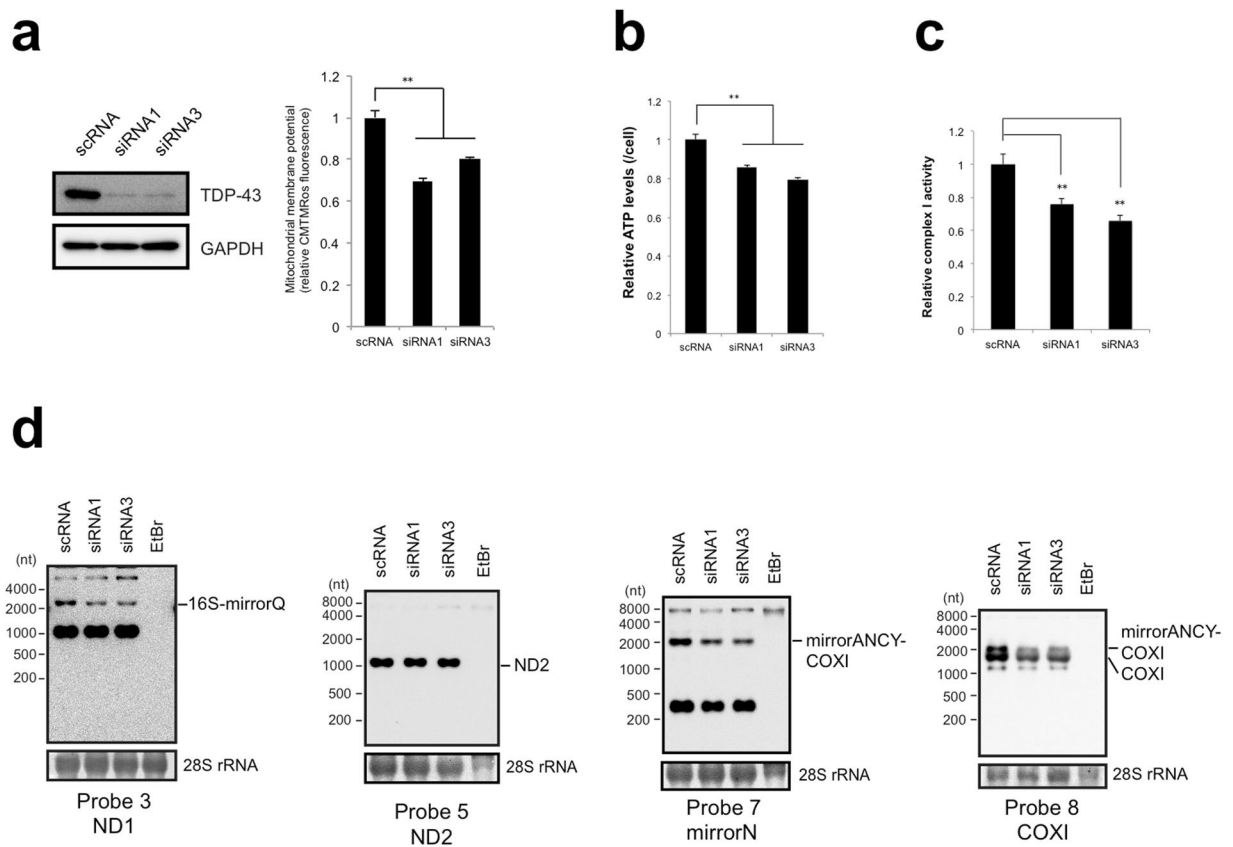 a
scRNA
siRNA1
siRNA3
TDP-43
GAPDH
Mitochondrial membrane potential
(relative CMTMRos fluorescence)
1.2
1
0.8
0.6
0.4
0.2
0
**
scRNA siRNA1 siRNA3
b
Relative ATP levels (/cell)
1.2
1
0.8
0.6
0.4
0.2
0
**
scRNA siRNA1 siRNA3
c
Relative complex I activity
1.2
1
0.8
0.6
0.4
0.2
0
**
**
scRNA siRNA1 siRNA3
d
scRNA
siRNA1
siRNA3
EtBr
(nt)
4000
2000
1000
500
200
16S-mirrorQ
28S rRNA
Probe 3
ND1
scRNA
siRNA1
siRNA3
EtBr
(nt)
8000
4000
2000
1000
500
200
ND2
28S rRNA
Probe 5
ND2
scRNA
siRNA1
siRNA3
EtBr
(nt)
8000
4000
2000
1000
500
200
mirrorANCY-
COXI
28S rRNA
Probe 7
mirrorN
scRNA
siRNA1
siRNA3
EtBr
(nt)
8000
4000
2000
1000
500
200
mirrorANCY-
COXI
COXI
28S rRNA
Probe 8
COXI